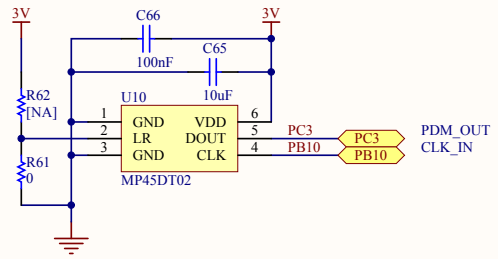 3V
C66
3V
100nF
C65
10uF
R62
[NA]
R61
0
U10
1 GND VDD 6
2 LR DOUT 5 PC3 PC3 PDM_OUT
3 GND CLK 4 PB10 PB10 CLK_IN
MP45DT02